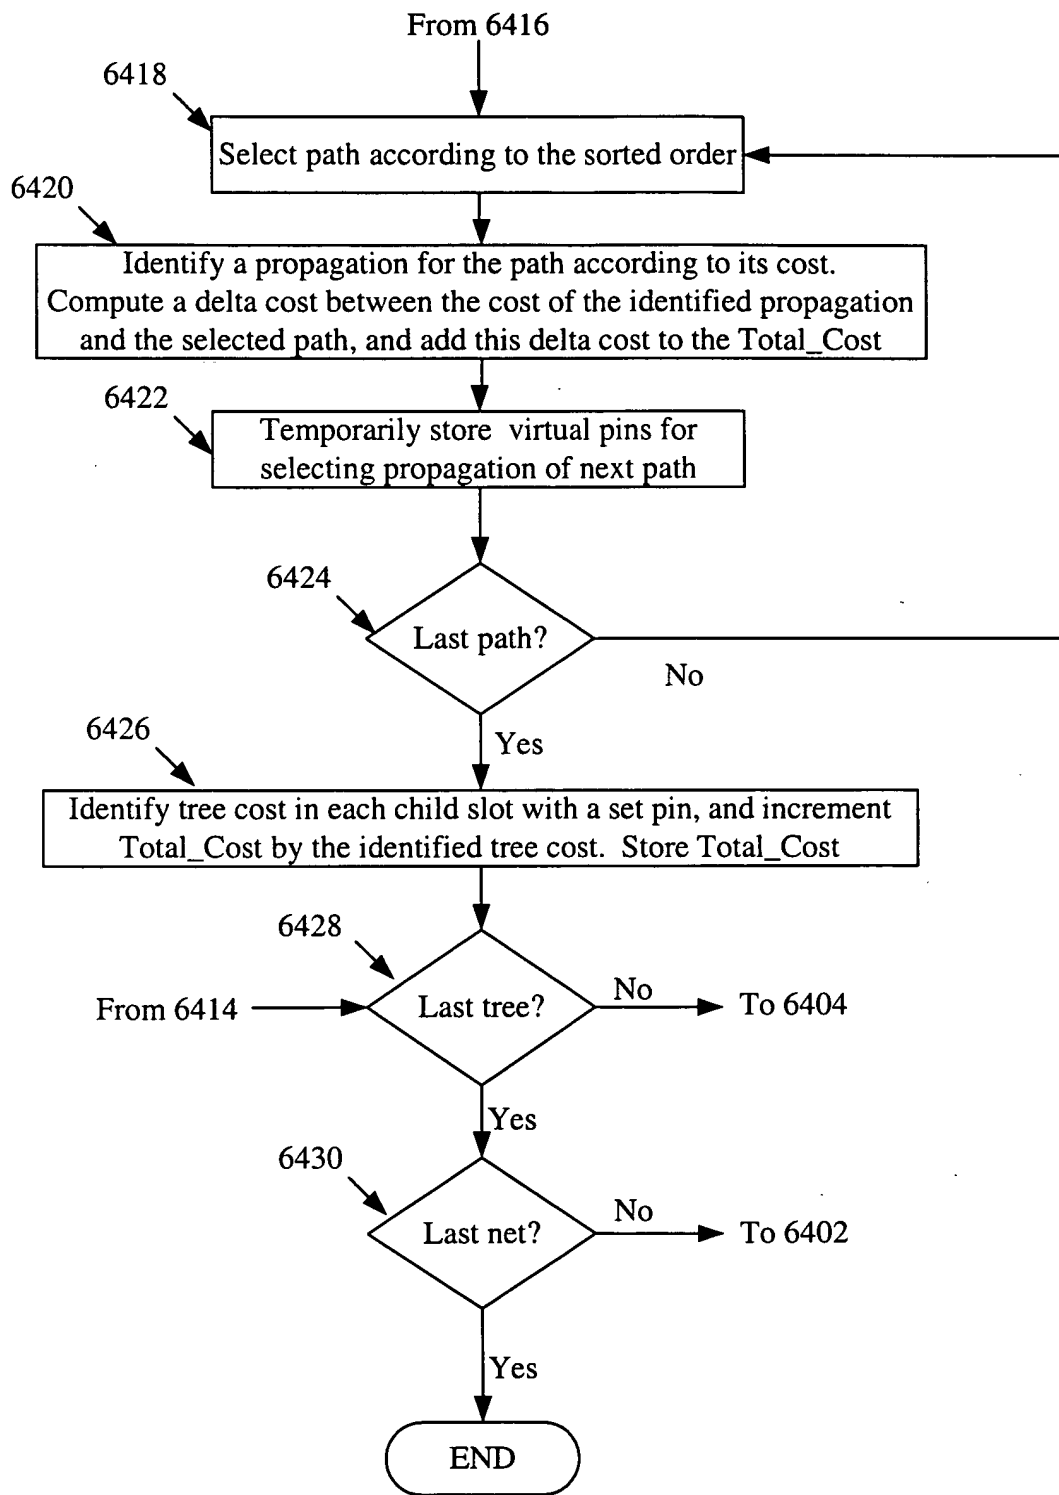 From 6416
6418
Select path according to the sorted order
6420
Identify a propagation for the path according to its cost.
Compute a delta cost between the cost of the identified propagation
and the selected path, and add this delta cost to the Total_Cost
6422
Temporarily store virtual pins for
selecting propagation of next path
6424
Last path?
No
Yes
6426
Identify tree cost in each child slot with a set pin, and increment
Total_Cost by the identified tree cost. Store Total_Cost
6428
From 6414
Last tree?
No
To 6404
Yes
6430
Last net?
No
To 6402
Yes
END